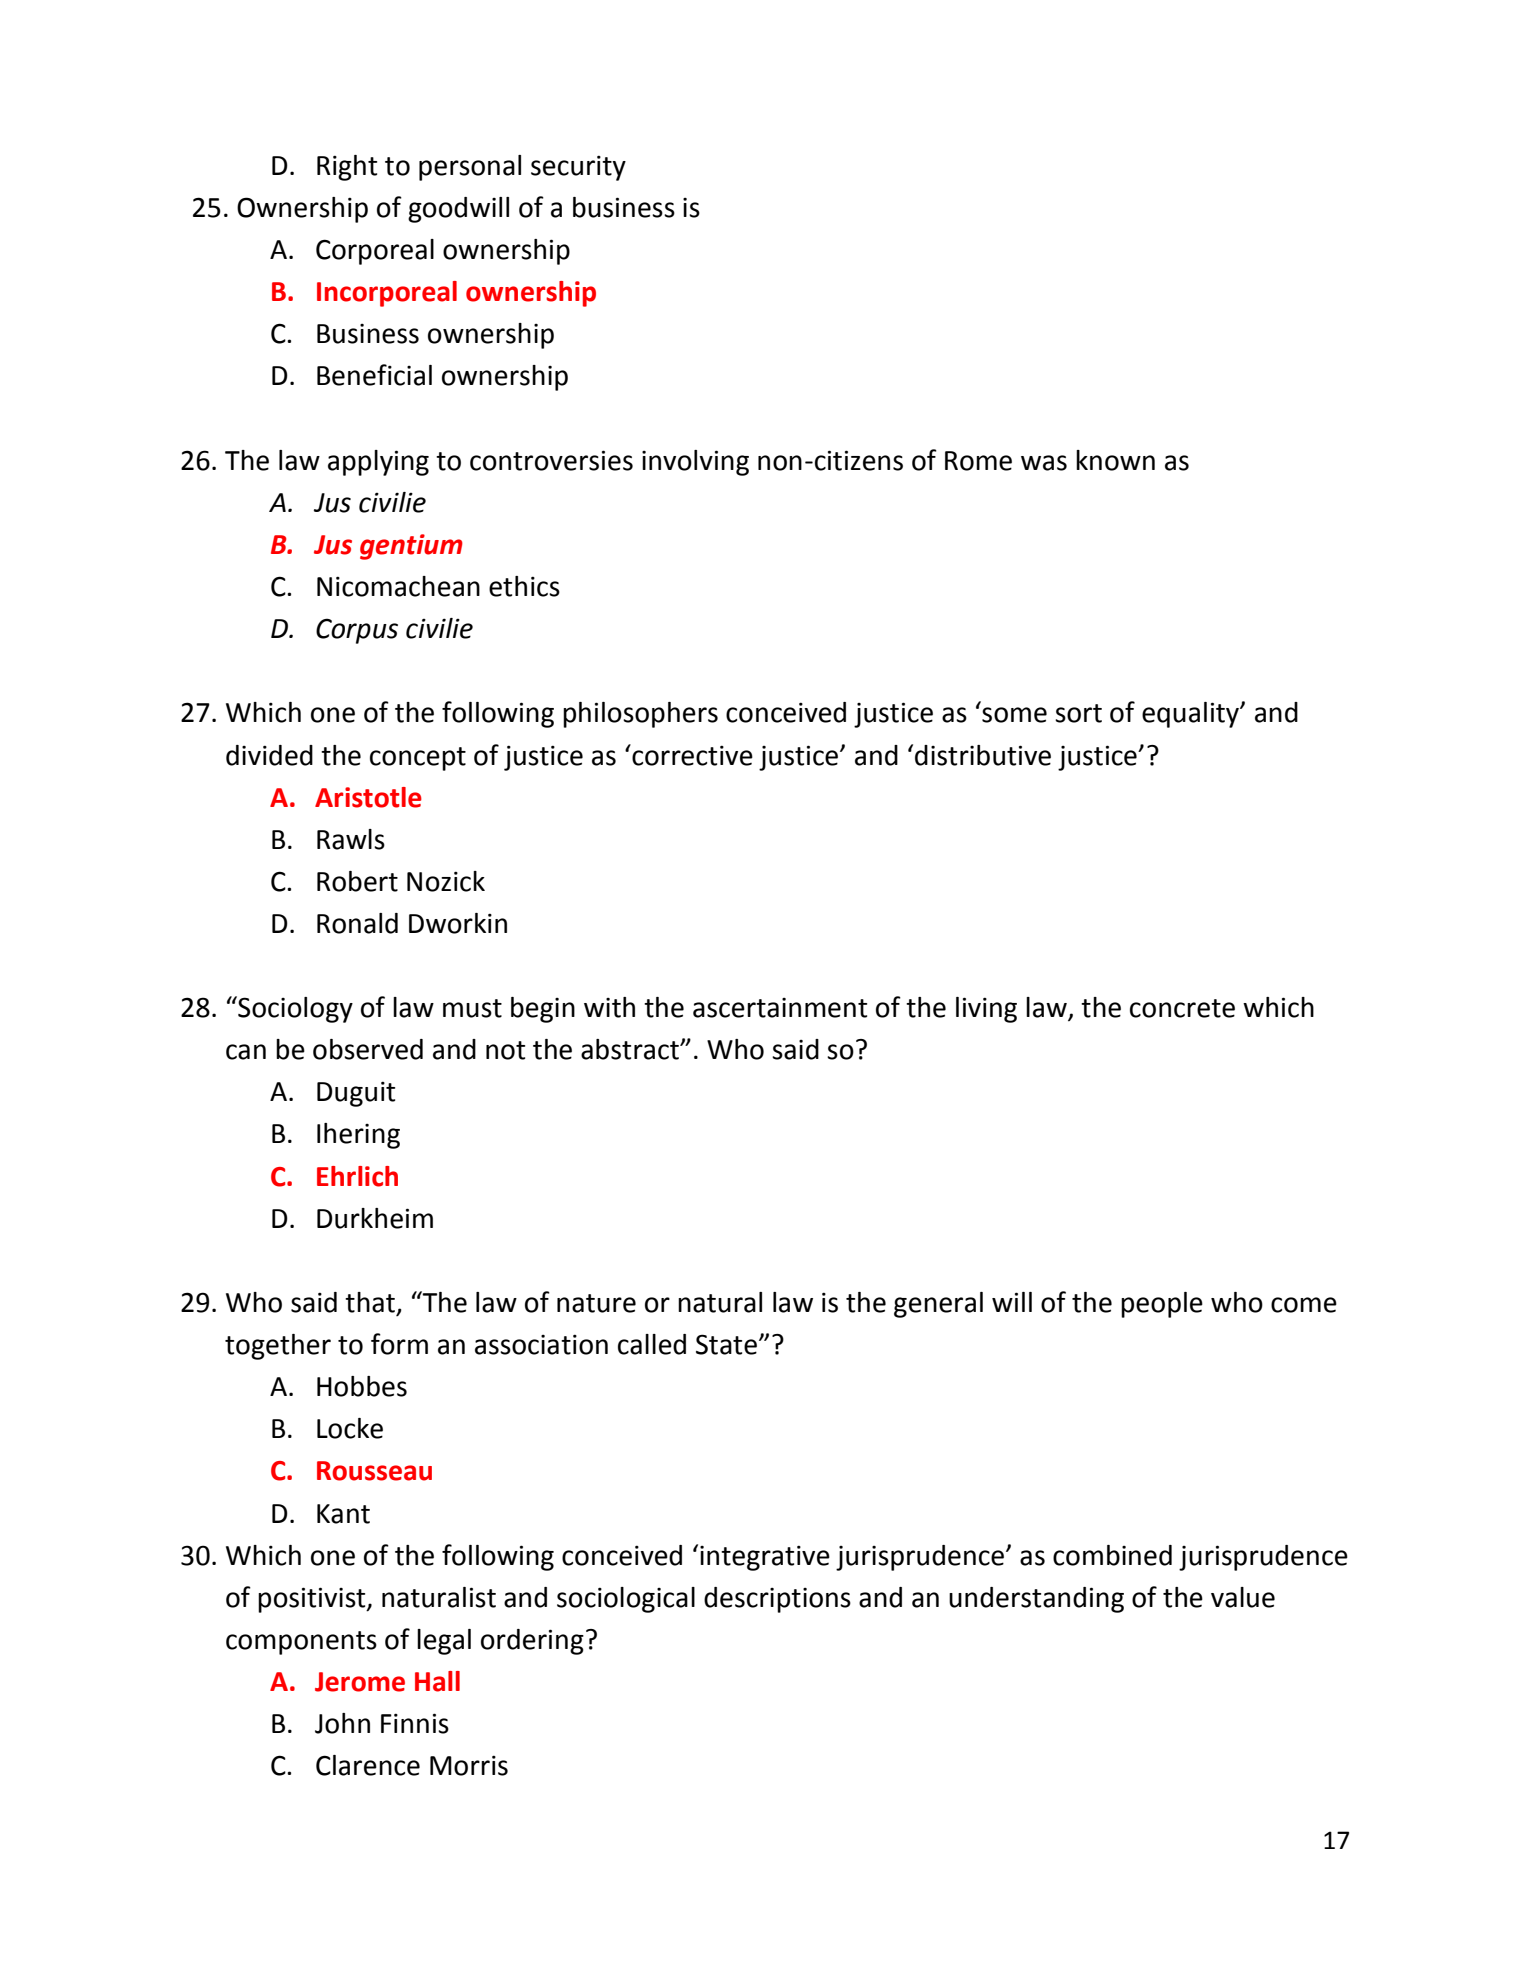 D. Right to personal security
25. Ownership of goodwill of a business is
A. Corporeal ownership
B. Incorporeal ownership
C. Business ownership
D. Beneficial ownership
26. The law applying to controversies involving non-citizens of Rome was known as
A. Jus civilie
B. Jus gentium
C. Nicomachean ethics
D. Corpus civilie
27. Which one of the following philosophers conceived justice as ‘some sort of equality’ and
divided the concept of justice as ‘corrective justice’ and ‘distributive justice’?
A. Aristotle
B. Rawls
C. Robert Nozick
D. Ronald Dworkin
28. “Sociology of law must begin with the ascertainment of the living law, the concrete which
can be observed and not the abstract”. Who said so?
A. Duguit
B. Ihering
C. Ehrlich
D. Durkheim
29. Who said that, “The law of nature or natural law is the general will of the people who come
together to form an association called State”?
A. Hobbes
B. Locke
C. Rousseau
D. Kant
30. Which one of the following conceived ‘integrative jurisprudence’ as combined jurisprudence
of positivist, naturalist and sociological descriptions and an understanding of the value
components of legal ordering?
A. Jerome Hall
B. John Finnis
C. Clarence Morris
17